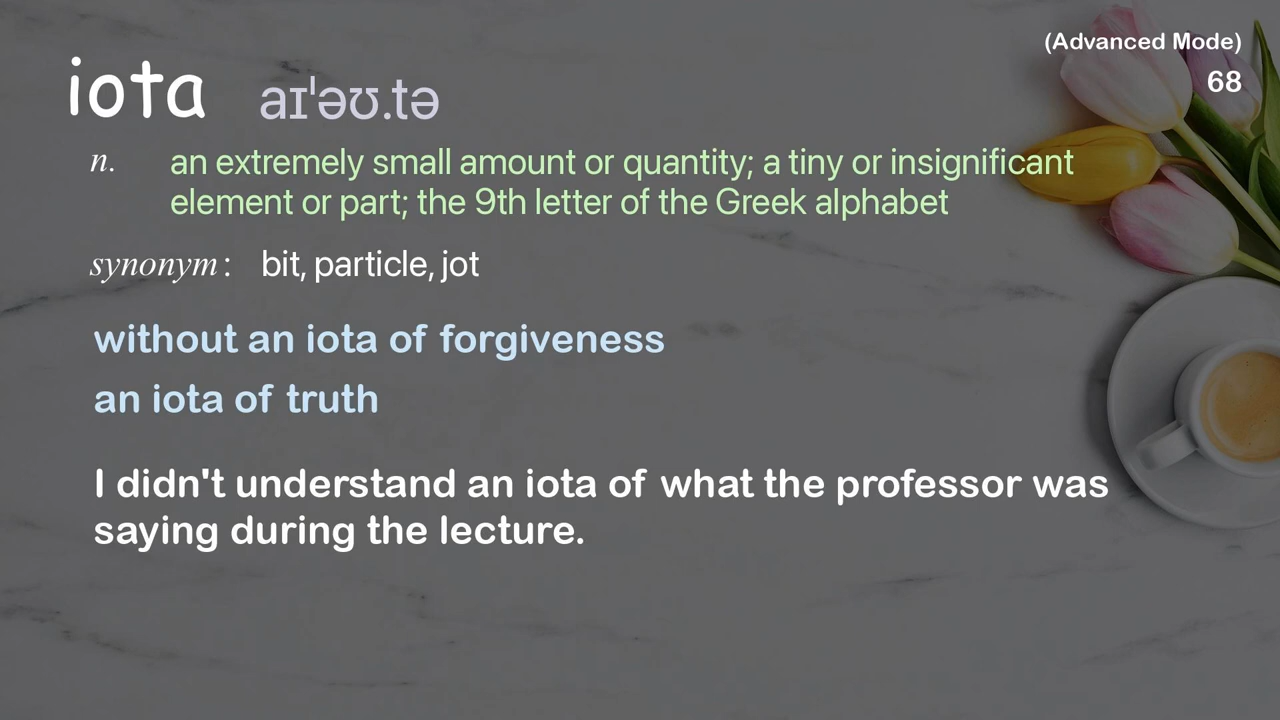 (Advanced Mode)
68
iota aɪˈəʊ.tə
n. an extremely small amount or quantity; a tiny or insignificant
element or part; the 9th letter of the Greek alphabet
synonym: bit, particle, jot
without an iota of forgiveness
an iota of truth
I didn't understand an iota of what the professor was
saying during the lecture.